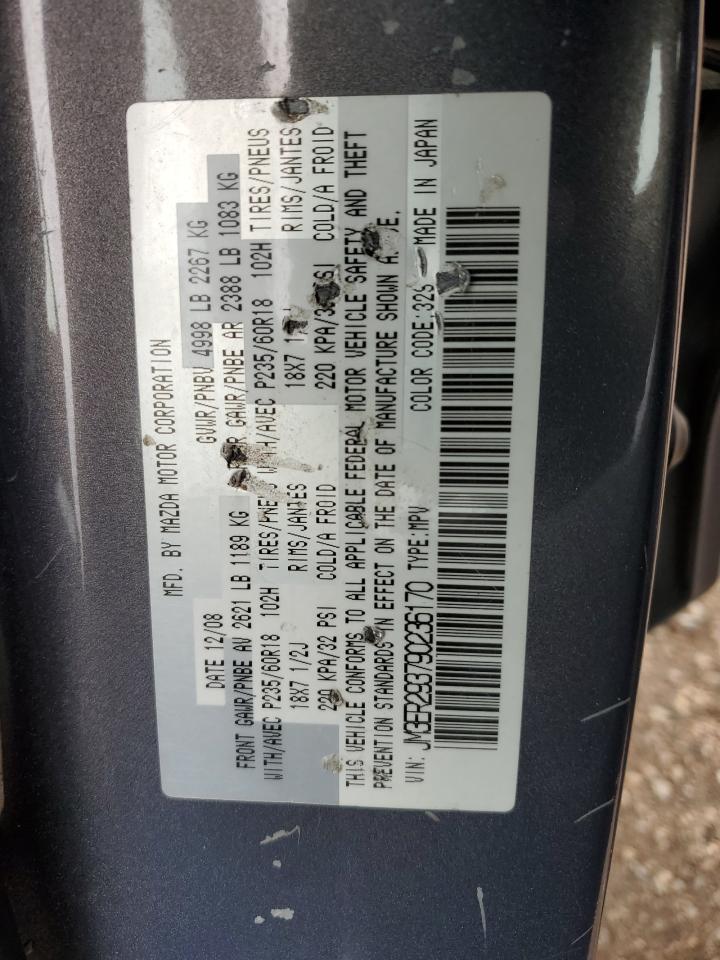 MFD. BY MAZDA MOTOR CORPORATION
DATE 12/08 GVWR/PNBV 4998 LB 2267 KG
FRONT GAWR/PNBE AV 2621 LB 1189 KG GAWR/PNBE AR 2388 LB 1083 KG
WITH/AVEC P235/60R18 102H TIRES/PNEU WITH/AVEC P235/60R18 102H TIRES/PNEUS
18X7 1/2J RIMS/JANTES 18X7 RIMS/JANTES
220 KPA/32 PSI COLD/A FROID 220 KPA/ COLD/A FROID
THIS VEHICLE CONFORMS TO ALL APPLICABLE FEDERAL MOTOR VEHICLE SAFETY AND THEFT
PREVENTION STANDARDS IN EFFECT ON THE DATE OF MANUFACTURE SHOWN
VIN: JM3ER293790236170 TYPE:MPV COLOR CODE:32S MADE IN JAPAN